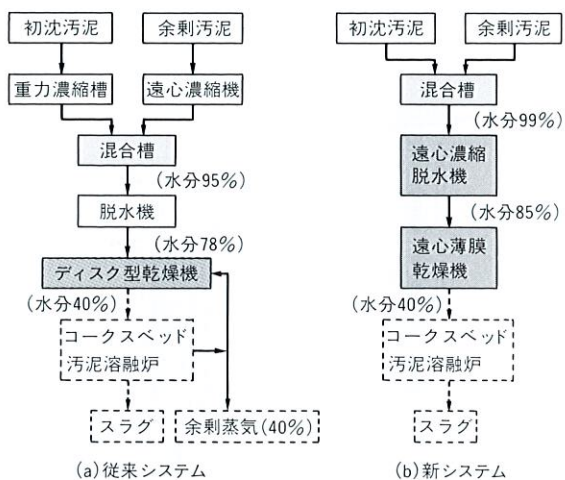 初沈汚泥
余剰汚泥
重力濃縮槽
遠心濃縮機
混合槽
(水分95%)
脱水機
(水分78%)
ディスク型乾燥機
(水分40%)
コークスベッド
汚泥溶融炉
スラグ
余剰蒸気(40%)
(a)従来システム
初沈汚泥
余剰汚泥
混合槽
(水分99%)
遠心濃縮
脱水機
(水分85%)
遠心薄膜
乾燥機
(水分40%)
コークスベッド
汚泥溶融炉
スラグ
(b)新システム